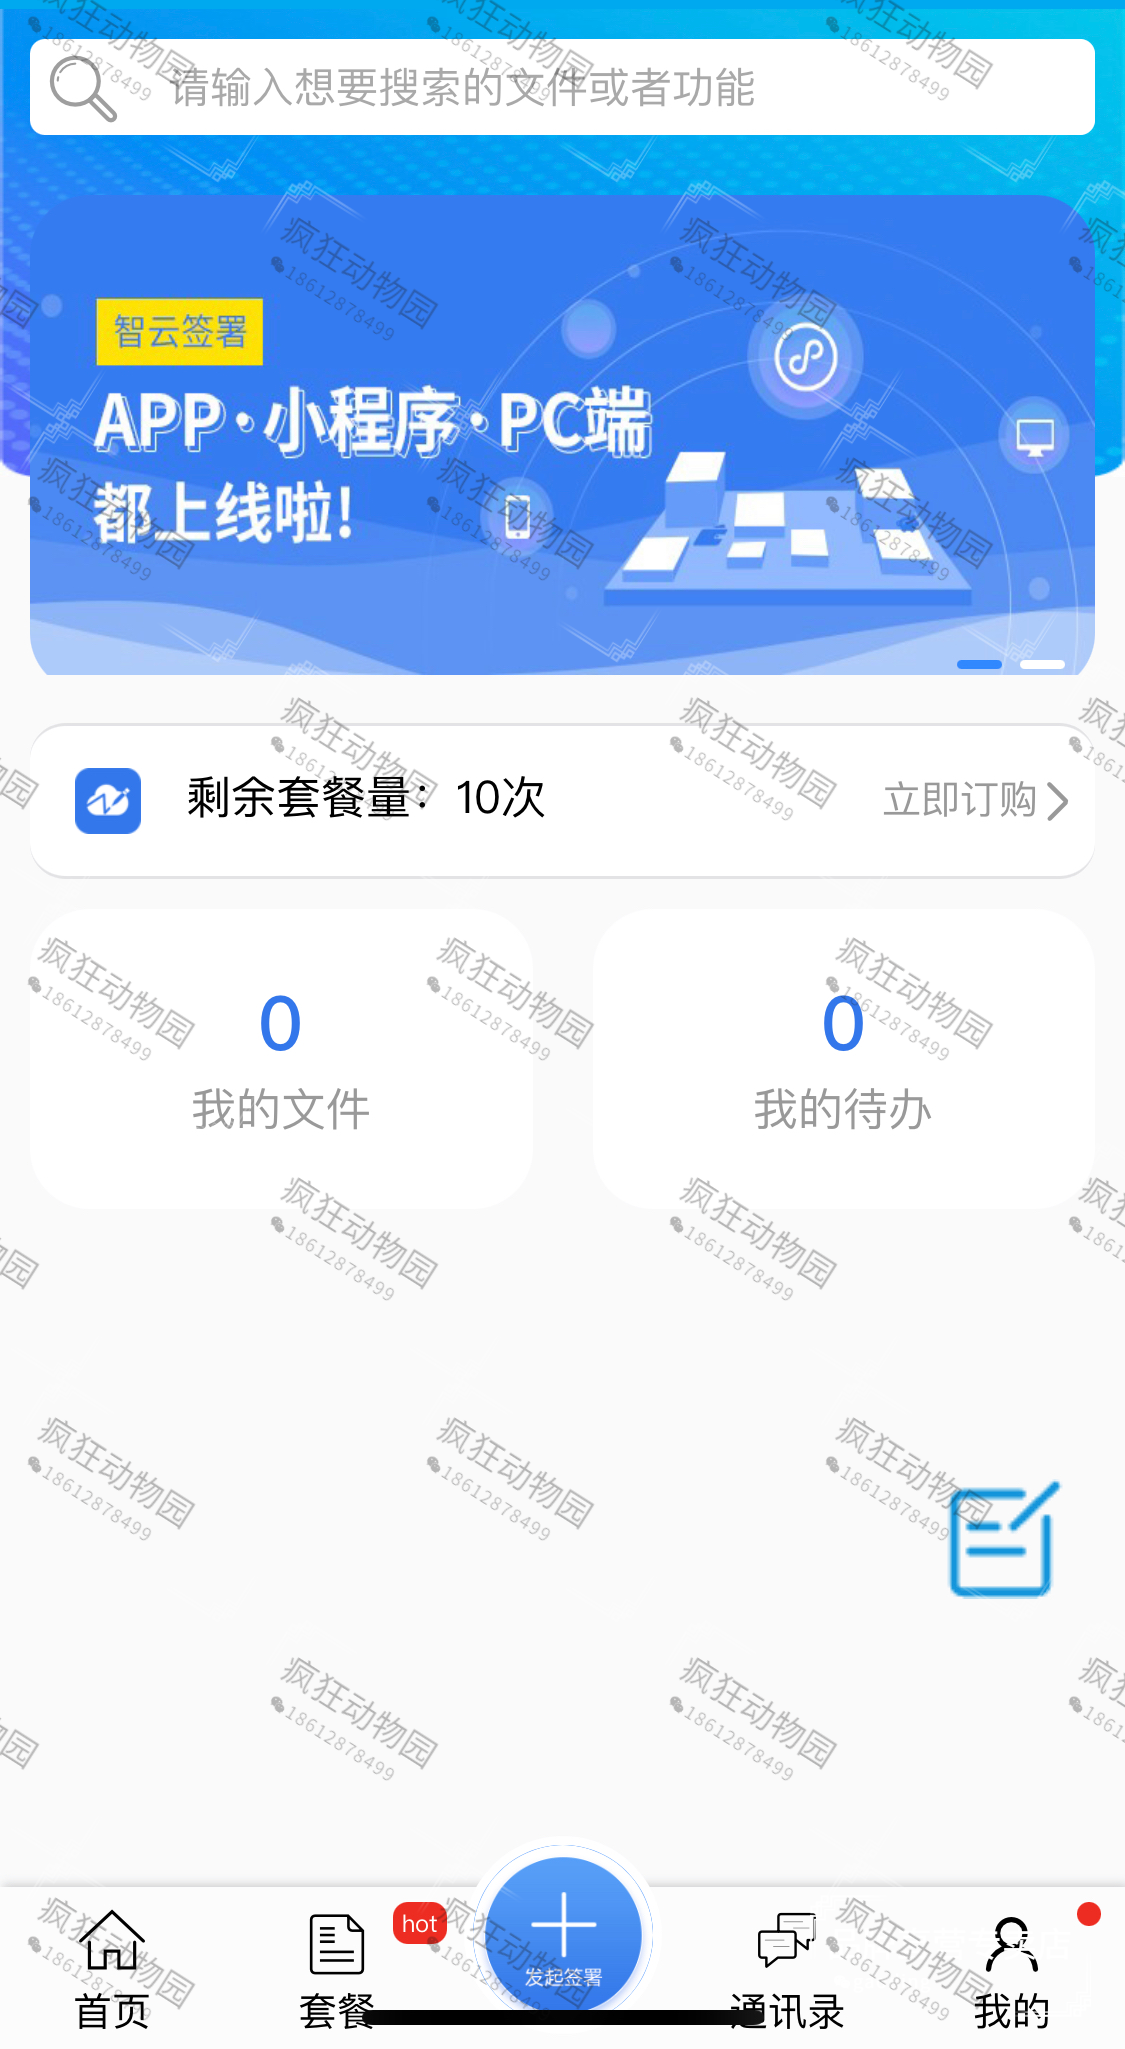 请输入想要搜索的文件或者功能
智云签署
APP·小程序·PC端
都上线啦!
剩余套餐量：10次
立即订购
0
我的文件
0
我的待办
hot
发起签署
首页
套餐
通讯录
我的
疯狂动物园
18612878499